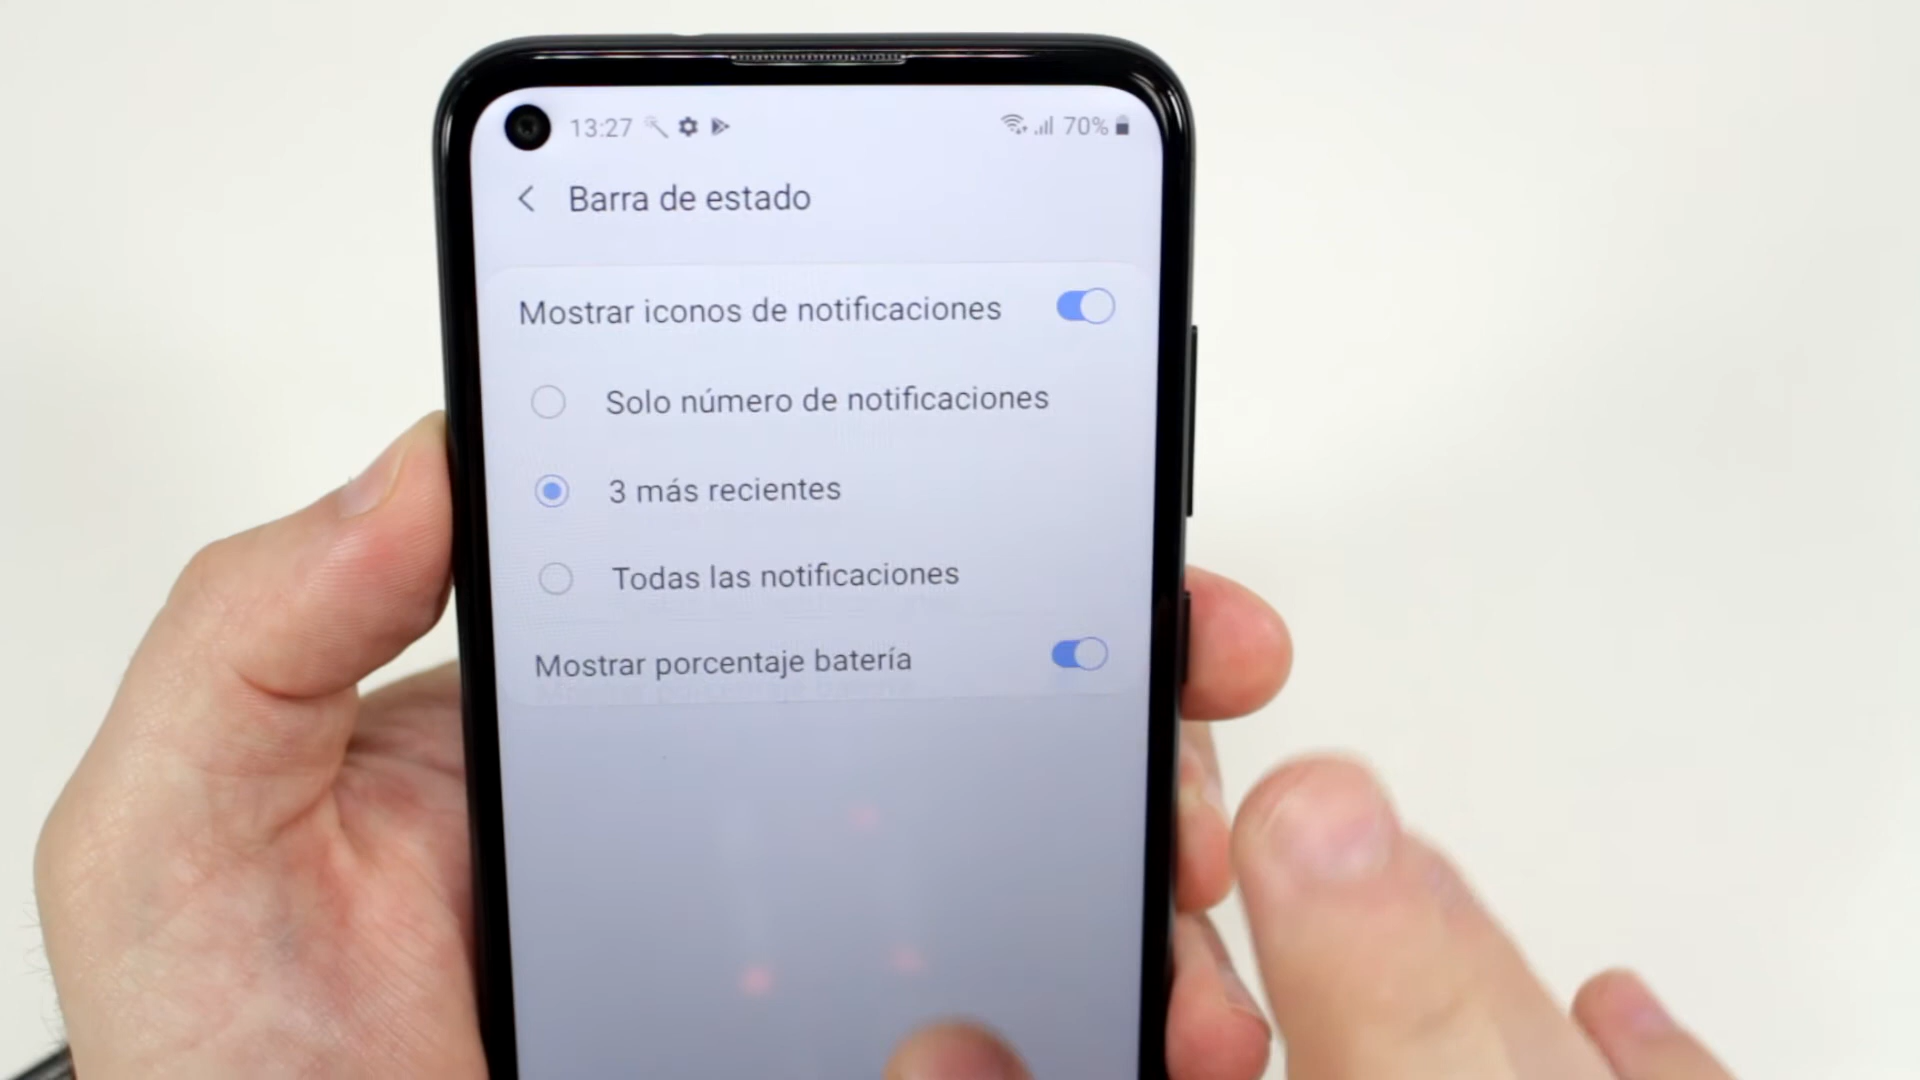 13:27 70%
Barra de estado
Mostrar iconos de notificaciones
Solo número de notificaciones
3 más recientes
Todas las notificaciones
Mostrar porcentaje batería